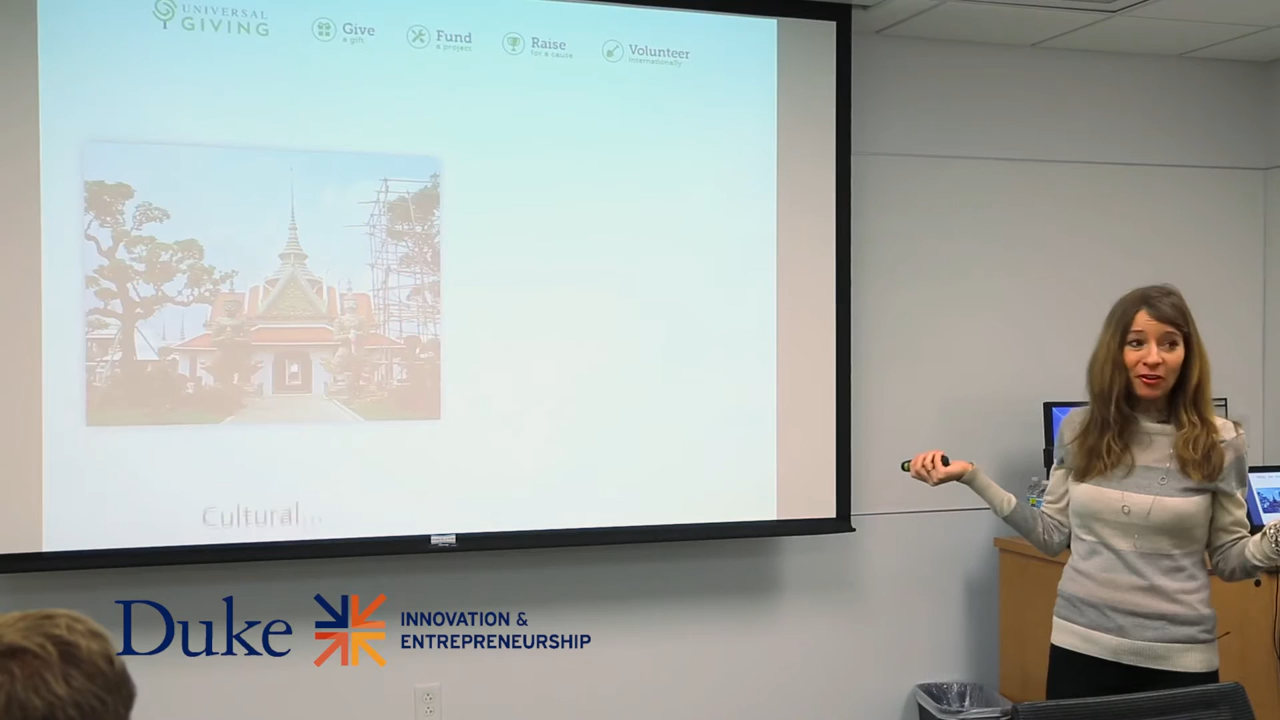 UNIVERSAL
GIVING
Give
a gift
Fund
a project
Raise
for a cause
Volunteer
internationally
Cultural...
Duke
INNOVATION &
ENTREPRENEURSHIP